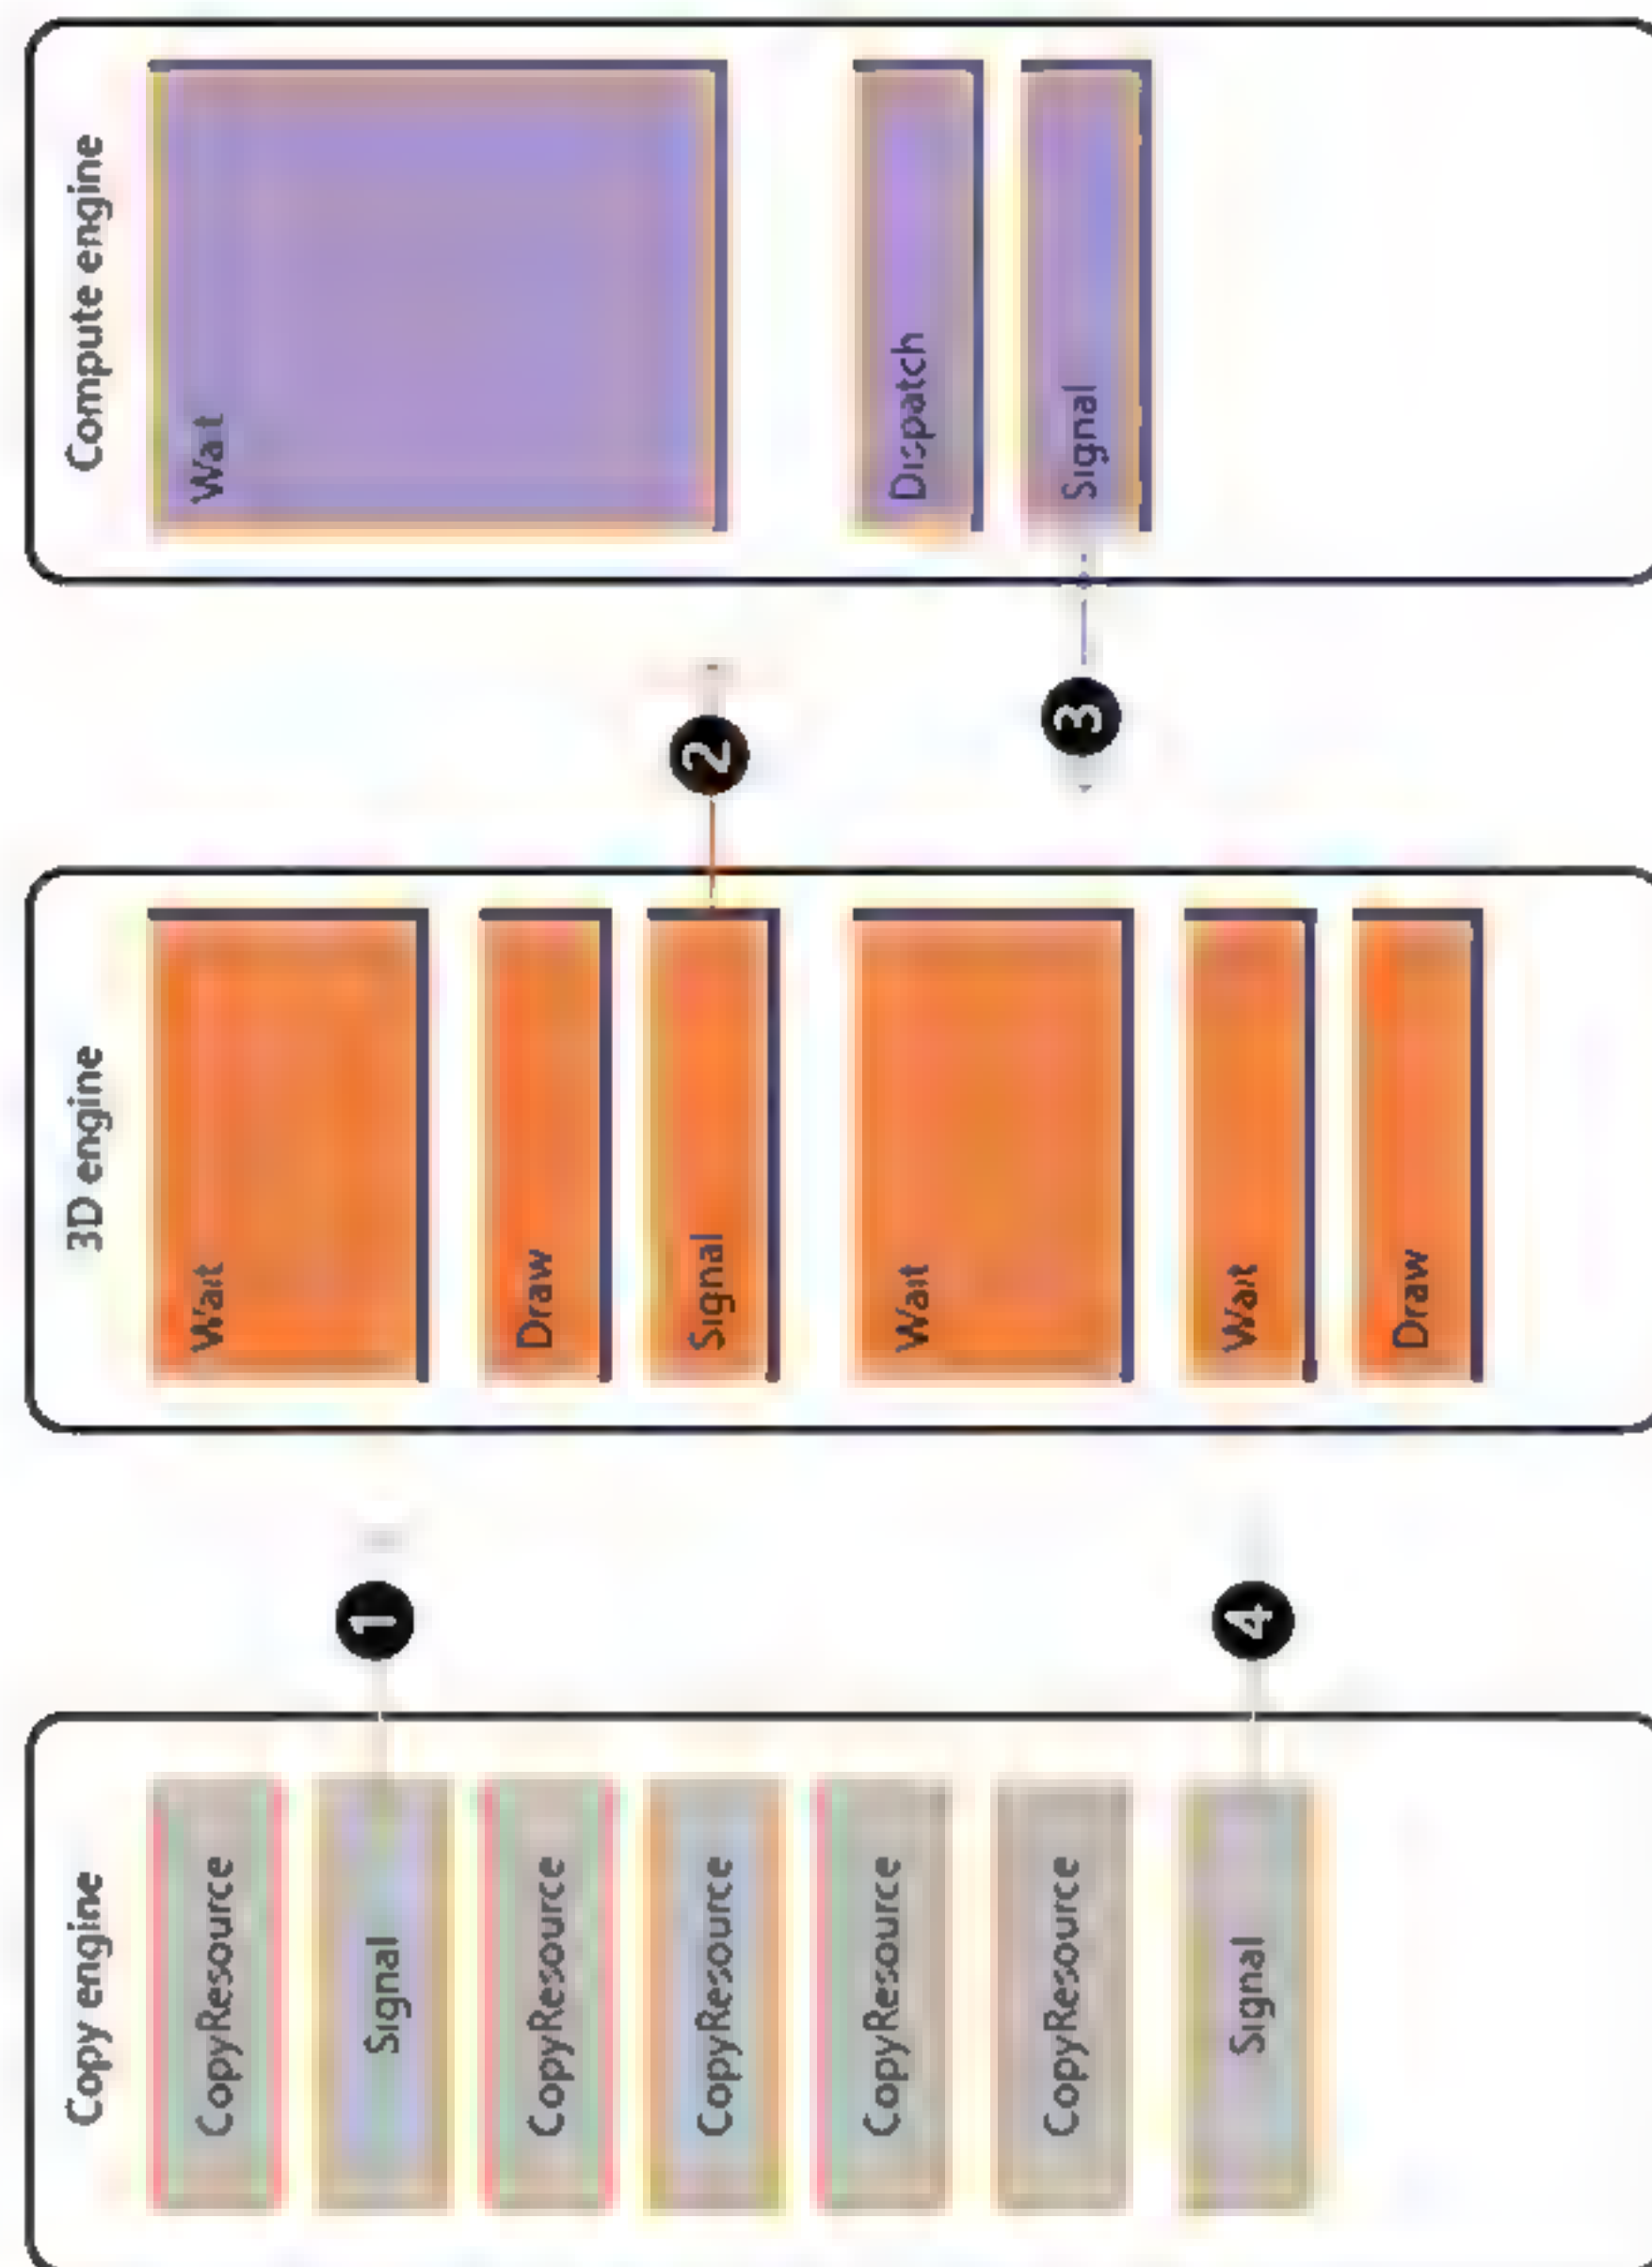 Copy engine
CopyResource
Signal
CopyResource
CopyResource
CopyResource
CopyResource
Signal
1
4
3D engine
Wait
Draw
Signal
Wait
Wait
Draw
2
3
Compute engine
Wait
Dispatch
Signal